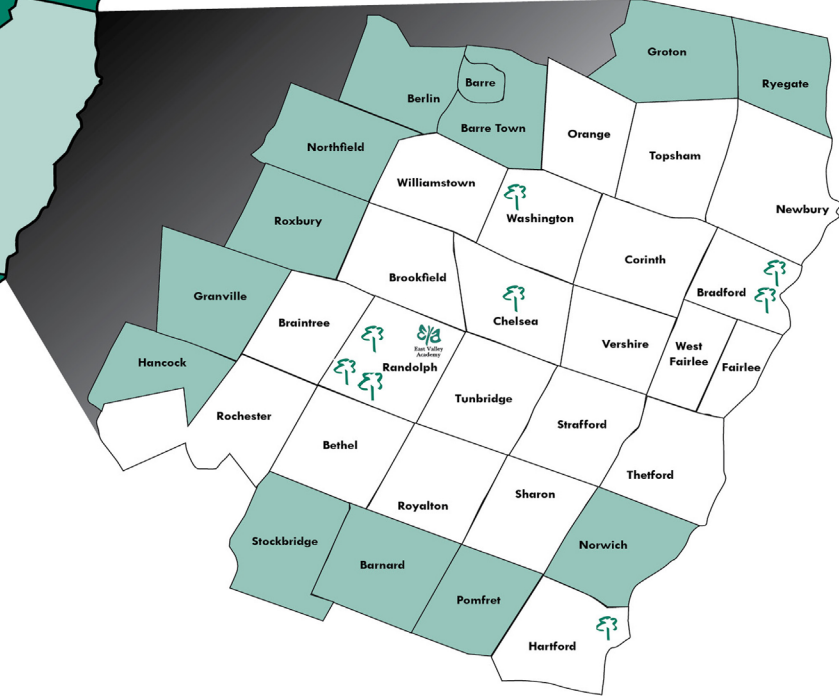 Groton
Ryegate
Barre
Berlin
Barre Town
Orange
Northfield
Topsham
Williamstown
Newbury
Washington
Roxbury
Corinth
Brookfield
Bradford
Granville
Chelsea
Braintree
Vershire
West
Fairlee
East Valley
Academy
Hancock
Randolph
Fairlee
Tunbridge
Rochester
Strafford
Bethel
Thetford
Sharon
Royalton
Stockbridge
Norwich
Barnard
Pomfret
Hartford